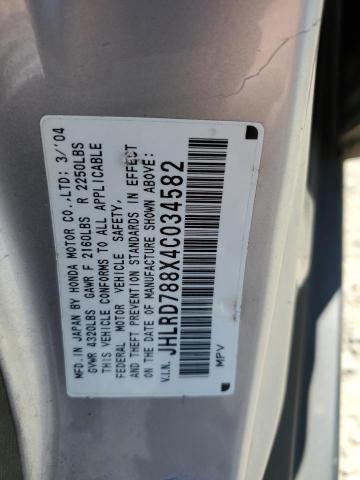 MFD. IN JAPAN BY HONDA MOTOR CO.,LTD; 3/'04
GVWR 4320LBS GAWR F 2160LBS R 2250LBS
THIS VEHICLE CONFORMS TO ALL APPLICABLE
FEDERAL MOTOR VEHICLE SAFETY,
AND THEFT PREVENTION STANDARDS IN EFFECT
ON THE DATE OF MANUFACTURE SHOWN ABOVE:
V.I.N. JHLRD788X4C034582
MPV